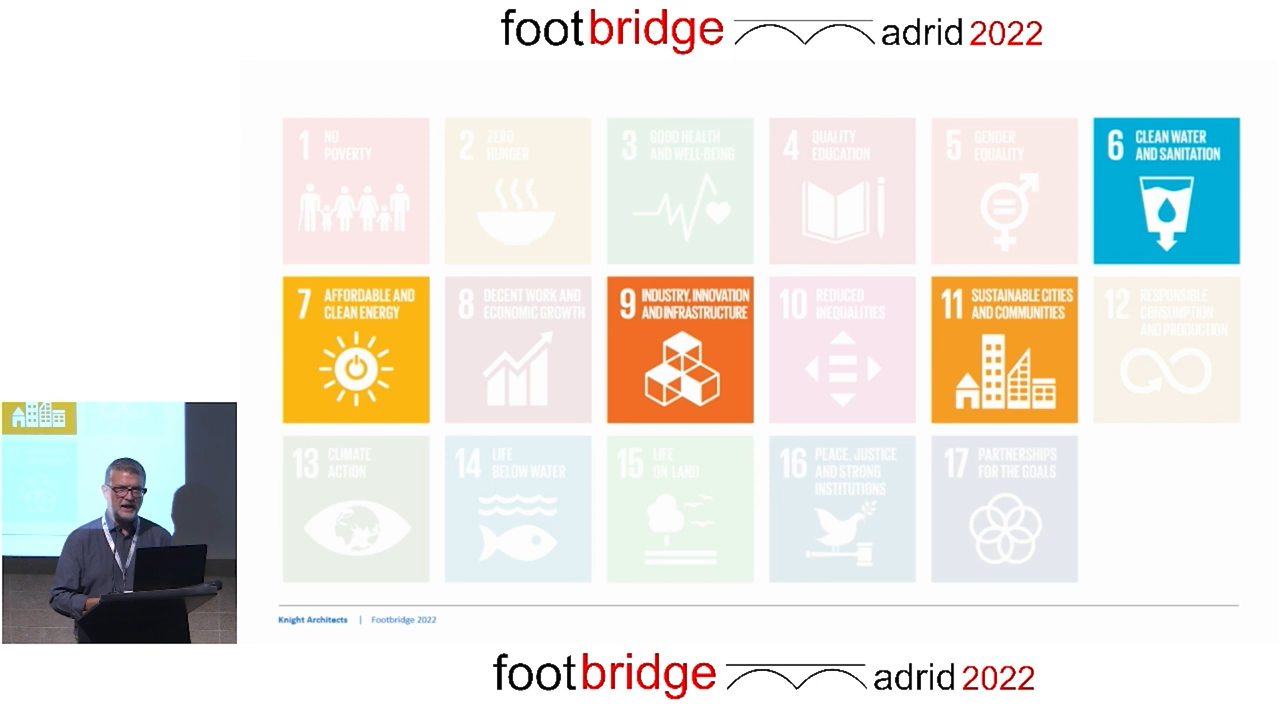 footbridge adrid 2022
1 NO
POVERTY
2 ZERO
HUNGER
3 GOOD HEALTH
AND WELL-BEING
4 QUALITY
EDUCATION
5 GENDER
EQUALITY
6 CLEAN WATER
AND SANITATION
7 AFFORDABLE AND
CLEAN ENERGY
8 DECENT WORK AND
ECONOMIC GROWTH
9 INDUSTRY, INNOVATION
AND INFRASTRUCTURE
10 REDUCED
INEQUALITIES
11 SUSTAINABLE CITIES
AND COMMUNITIES
12 RESPONSIBLE
CONSUMPTION
AND PRODUCTION
13 CLIMATE
ACTION
14 LIFE
BELOW WATER
15 LIFE
ON LAND
16 PEACE, JUSTICE
AND STRONG
INSTITUTIONS
17 PARTNERSHIPS
FOR THE GOALS
Knight Architects | Footbridge 2022
footbridge adrid 2022